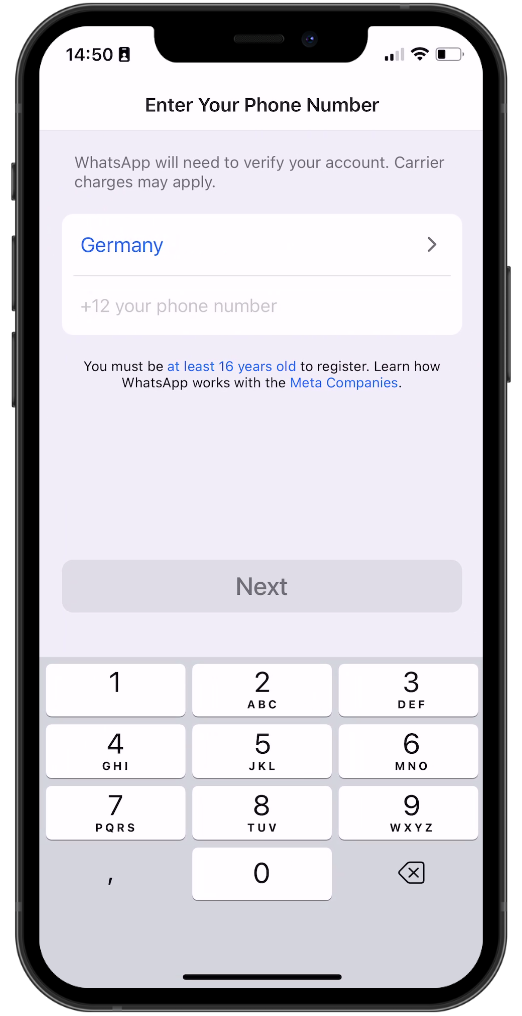 14:50
Enter Your Phone Number
WhatsApp will need to verify your account. Carrier
charges may apply.
Germany
+12 your phone number
You must be at least 16 years old to register. Learn how
WhatsApp works with the Meta Companies.
Next
1
2
ABC
3
DEF
4
GHI
5
JKL
6
MNO
7
PQRS
8
TUV
9
WXYZ
,
0